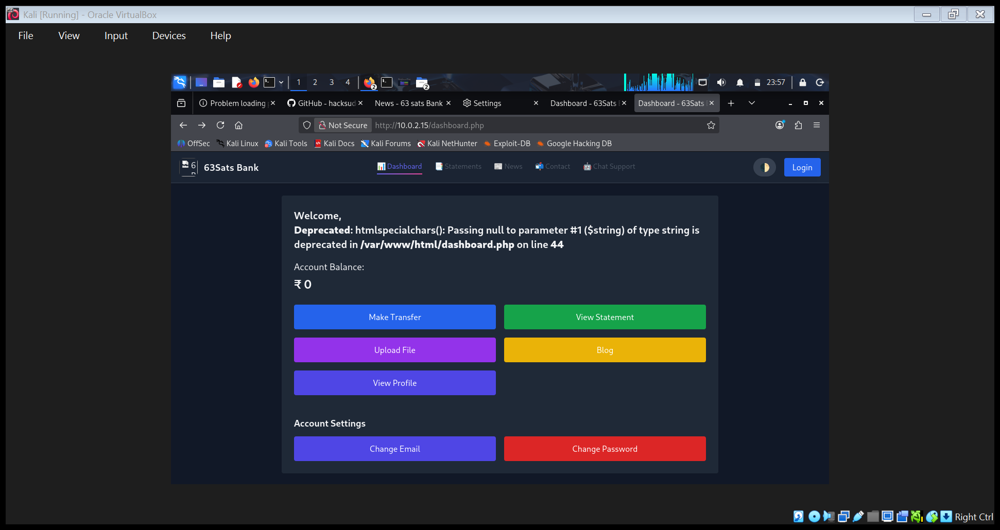 Kali [Running] - Oracle VirtualBox
File View Input Devices Help
1 2 3 4 2 2 23:57
Problem loading GitHub - hacksud News - 63 sats Bank Settings Dashboard - 63Sats Dashboard - 63Sats
Not Secure http://10.0.2.15/dashboard.php
OffSec Kali Linux Kali Tools Kali Docs Kali Forums Kali NetHunter Exploit-DB Google Hacking DB
63Sats Bank Dashboard Statements News Contact Chat Support Login
Welcome,
Deprecated: htmlspecialchars(): Passing null to parameter #1 ($string) of type string is
deprecated in /var/www/html/dashboard.php on line 44
Account Balance:
₹ 0
Make Transfer View Statement
Upload File Blog
View Profile
Account Settings
Change Email Change Password
Right Ctrl